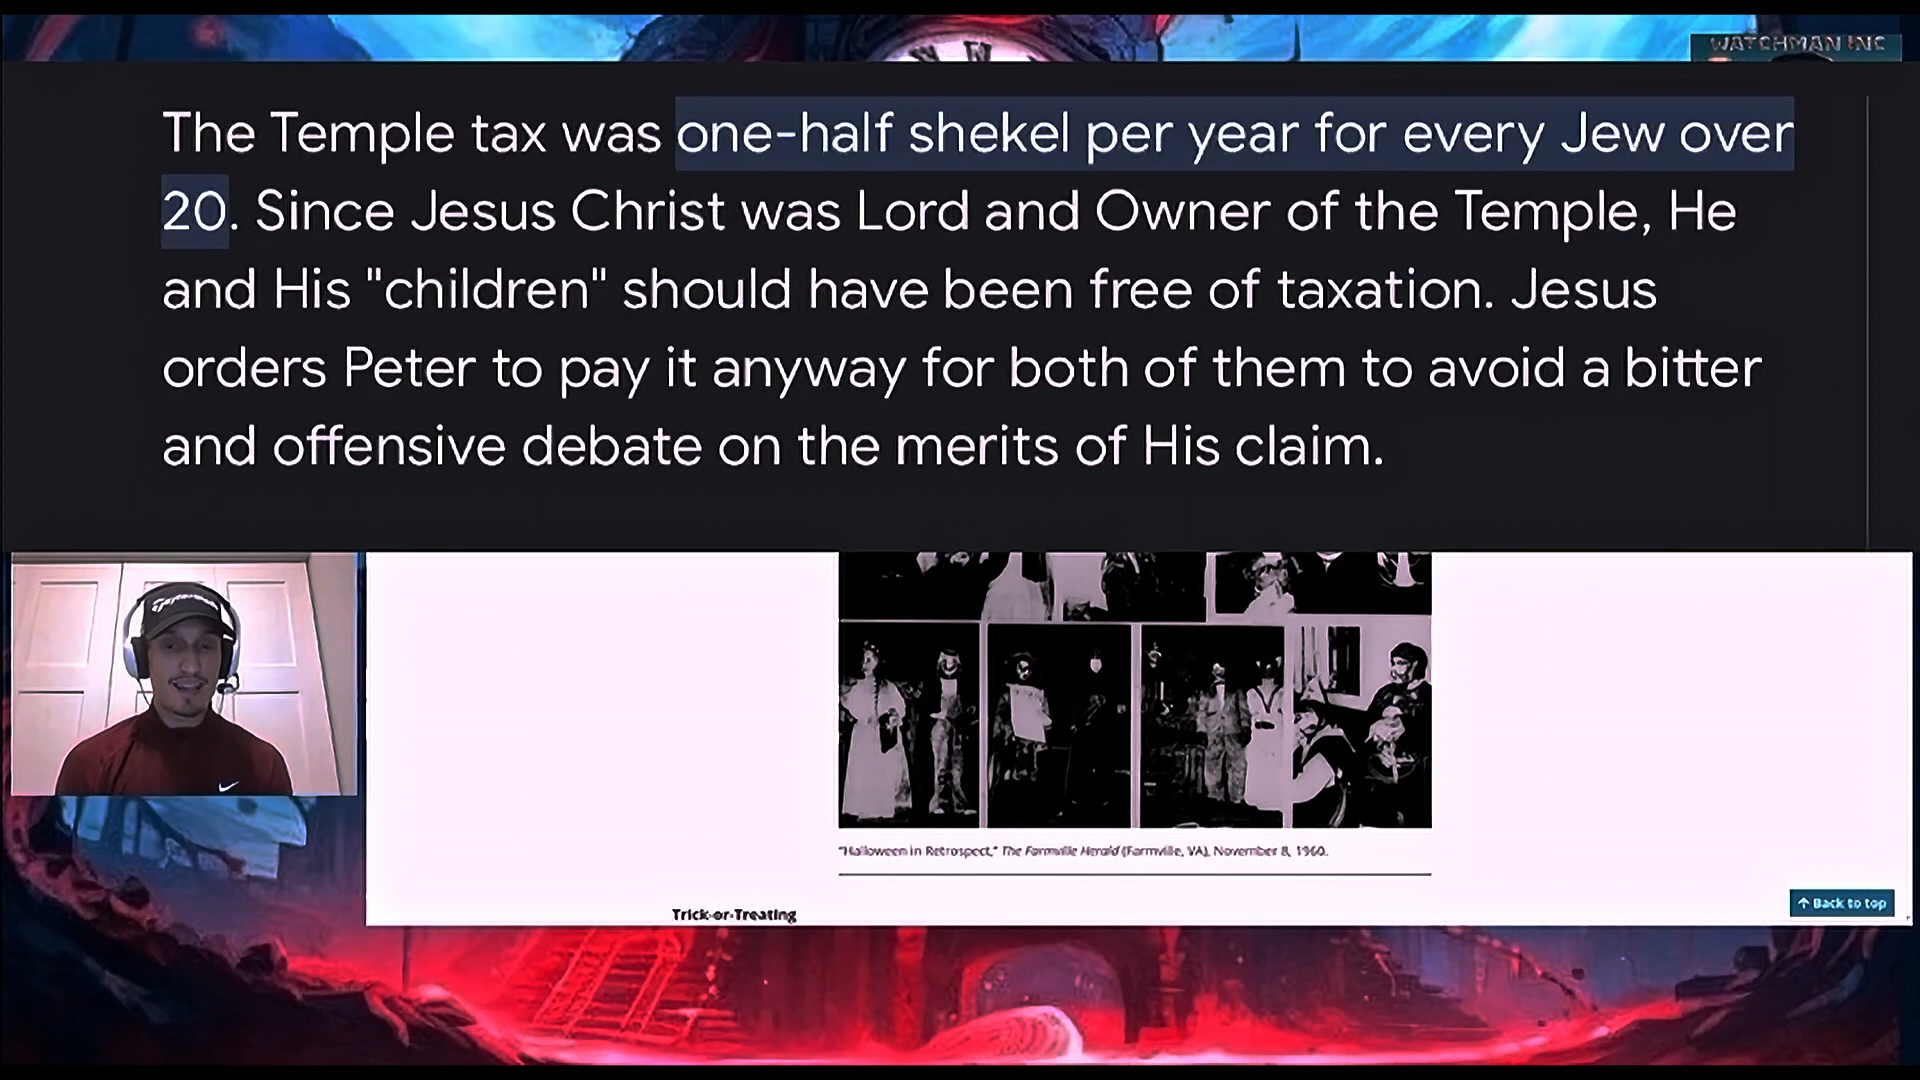 WATCHMAN INC
The Temple tax was one-half shekel per year for every Jew over
20. Since Jesus Christ was Lord and Owner of the Temple, He
and His "children" should have been free of taxation. Jesus
orders Peter to pay it anyway for both of them to avoid a bitter
and offensive debate on the merits of His claim.
TaylorMade
"Halloween in Retrospect," The Farmville Herald (Farmville, VA), November 8, 1960.
↑ Back to top
Trick-or-Treating